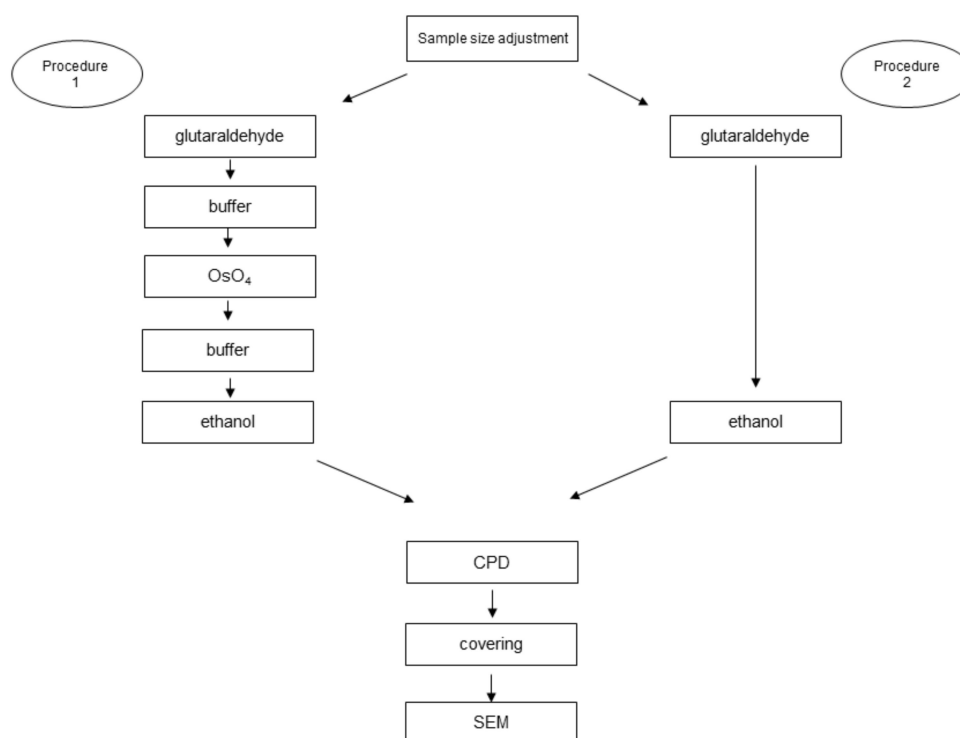 Sample size adjustment
Procedure
1
Procedure
2
glutaraldehyde
buffer
OsO₄
buffer
ethanol
glutaraldehyde
ethanol
CPD
covering
SEM